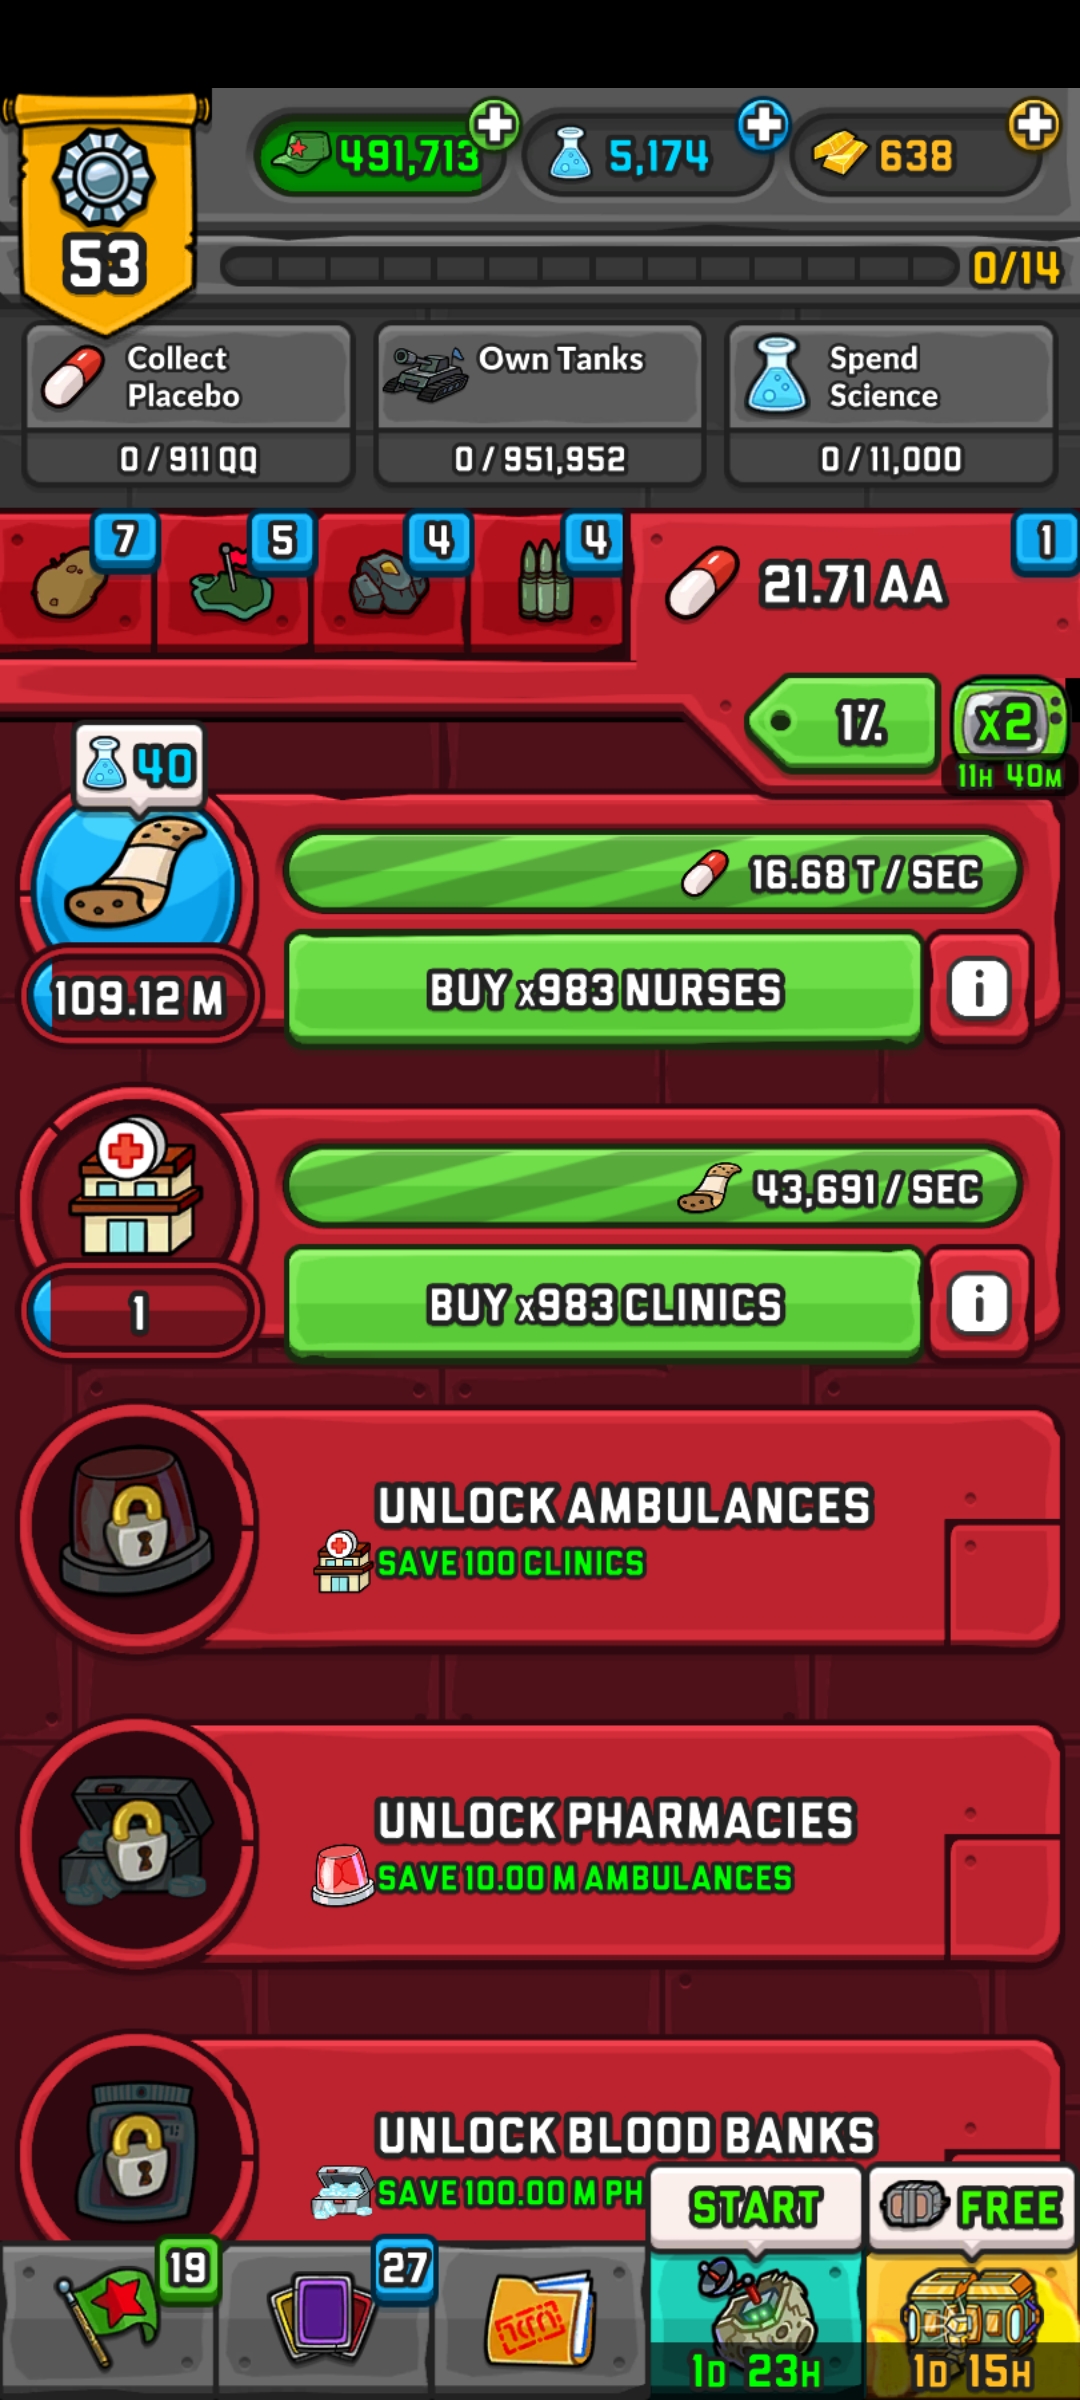 491,713
5,174
638
53
0/14
Collect
Placebo
Own Tanks
Spend
Science
0 / 911 QQ
0 / 951,952
0 / 11,000
7
5
4
4
1
21.71 AA
1%
x2
11H 40M
40
16.68 T / SEC
109.12 M
BUY x983 NURSES
i
43,691 / SEC
1
BUY x983 CLINICS
i
UNLOCK AMBULANCES
SAVE 100 CLINICS
UNLOCK PHARMACIES
SAVE 10.00 M AMBULANCES
UNLOCK BLOOD BANKS
SAVE 100.00 M PH
START
FREE
19
27
1D 23H
1D 15H